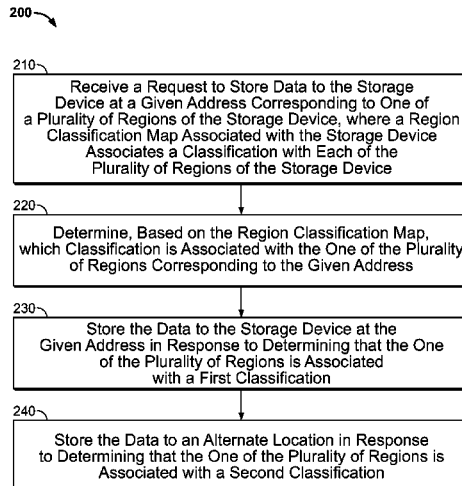 200
210
Receive a Request to Store Data to the Storage
Device at a Given Address Corresponding to One of
a Plurality of Regions of the Storage Device, where a Region
Classification Map Associated with the Storage Device
Associates a Classification with Each of the
Plurality of Regions of the Storage Device
220
Determine, Based on the Region Classification Map,
which Classification is Associated with the One of the Plurality
of Regions Corresponding to the Given Address
230
Store the Data to the Storage Device at the
Given Address in Response to Determining that the One
of the Plurality of Regions is Associated
with a First Classification
240
Store the Data to an Alternate Location in Response
to Determining that the One of the Plurality of Regions is
Associated with a Second Classification